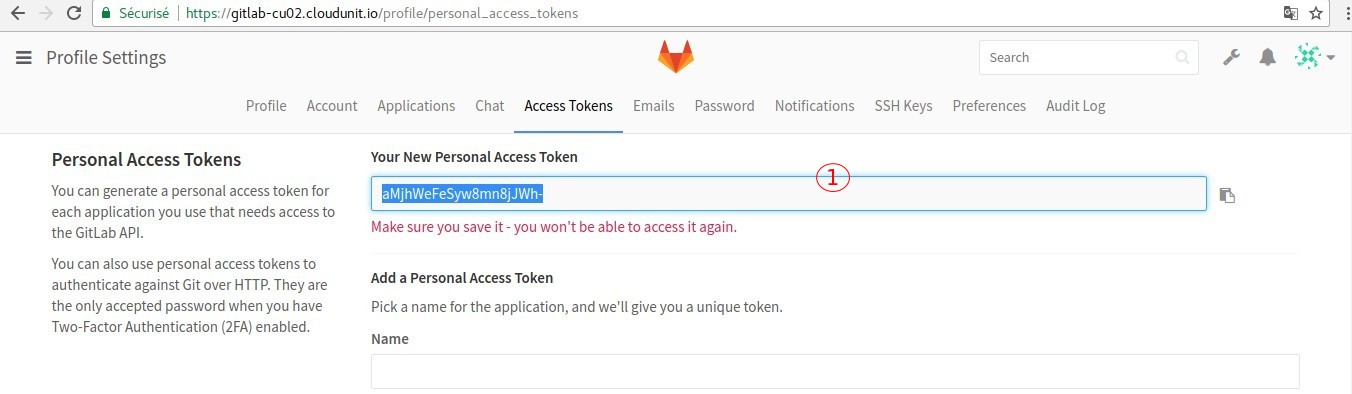 Sécurisé https://gitlab-cu02.cloudunit.io/profile/personal_access_tokens
Profile Settings
Search
Profile Account Applications Chat Access Tokens Emails Password Notifications SSH Keys Preferences Audit Log
Personal Access Tokens
You can generate a personal access token for
each application you use that needs access to
the GitLab API.
You can also use personal access tokens to
authenticate against Git over HTTP. They are
the only accepted password when you have
Two-Factor Authentication (2FA) enabled.
Your New Personal Access Token
1
aMjhWeFeSyw8mn8jJWh-
Make sure you save it - you won't be able to access it again.
Add a Personal Access Token
Pick a name for the application, and we'll give you a unique token.
Name